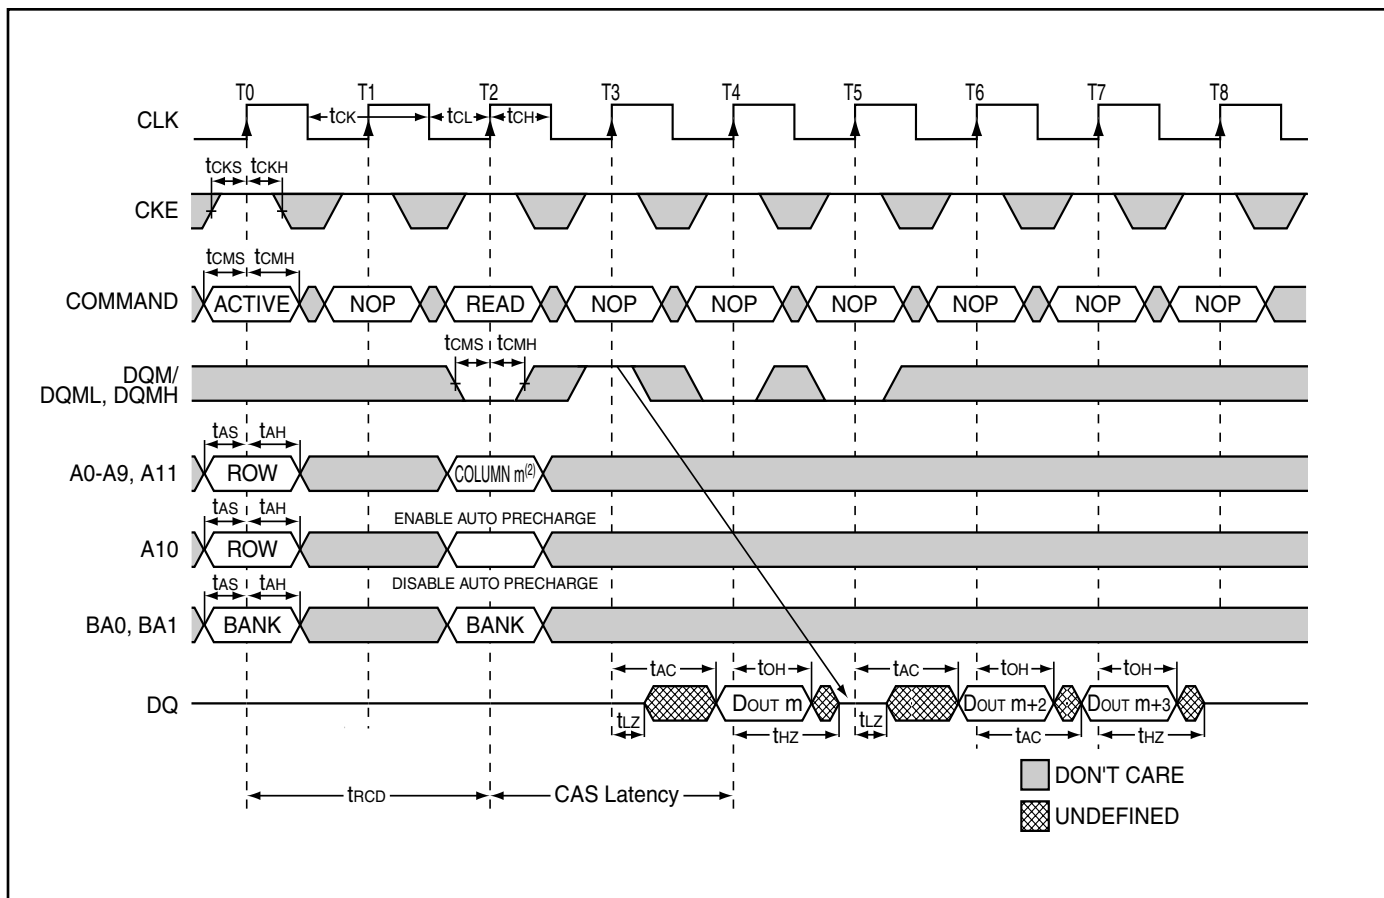 T0 T1 T2 T3 T4 T5 T6 T7 T8
CLK tCK tCL tCH
tCKS tCKH
CKE
tCMS tCMH
COMMAND ACTIVE NOP READ NOP NOP NOP NOP NOP NOP
tCMS tCMH
DQM/
DQML, DQMH
tAS tAH
A0-A9, A11 ROW COLUMN m(2)
tAS tAH ENABLE AUTO PRECHARGE
A10 ROW
tAS tAH DISABLE AUTO PRECHARGE
BA0, BA1 BANK BANK
tAC tOH tAC tOH tOH
DQ DOUT m DOUT m+2 DOUT m+3
tLZ tHZ tLZ tAC tHZ
DON'T CARE
tRCD CAS Latency
UNDEFINED